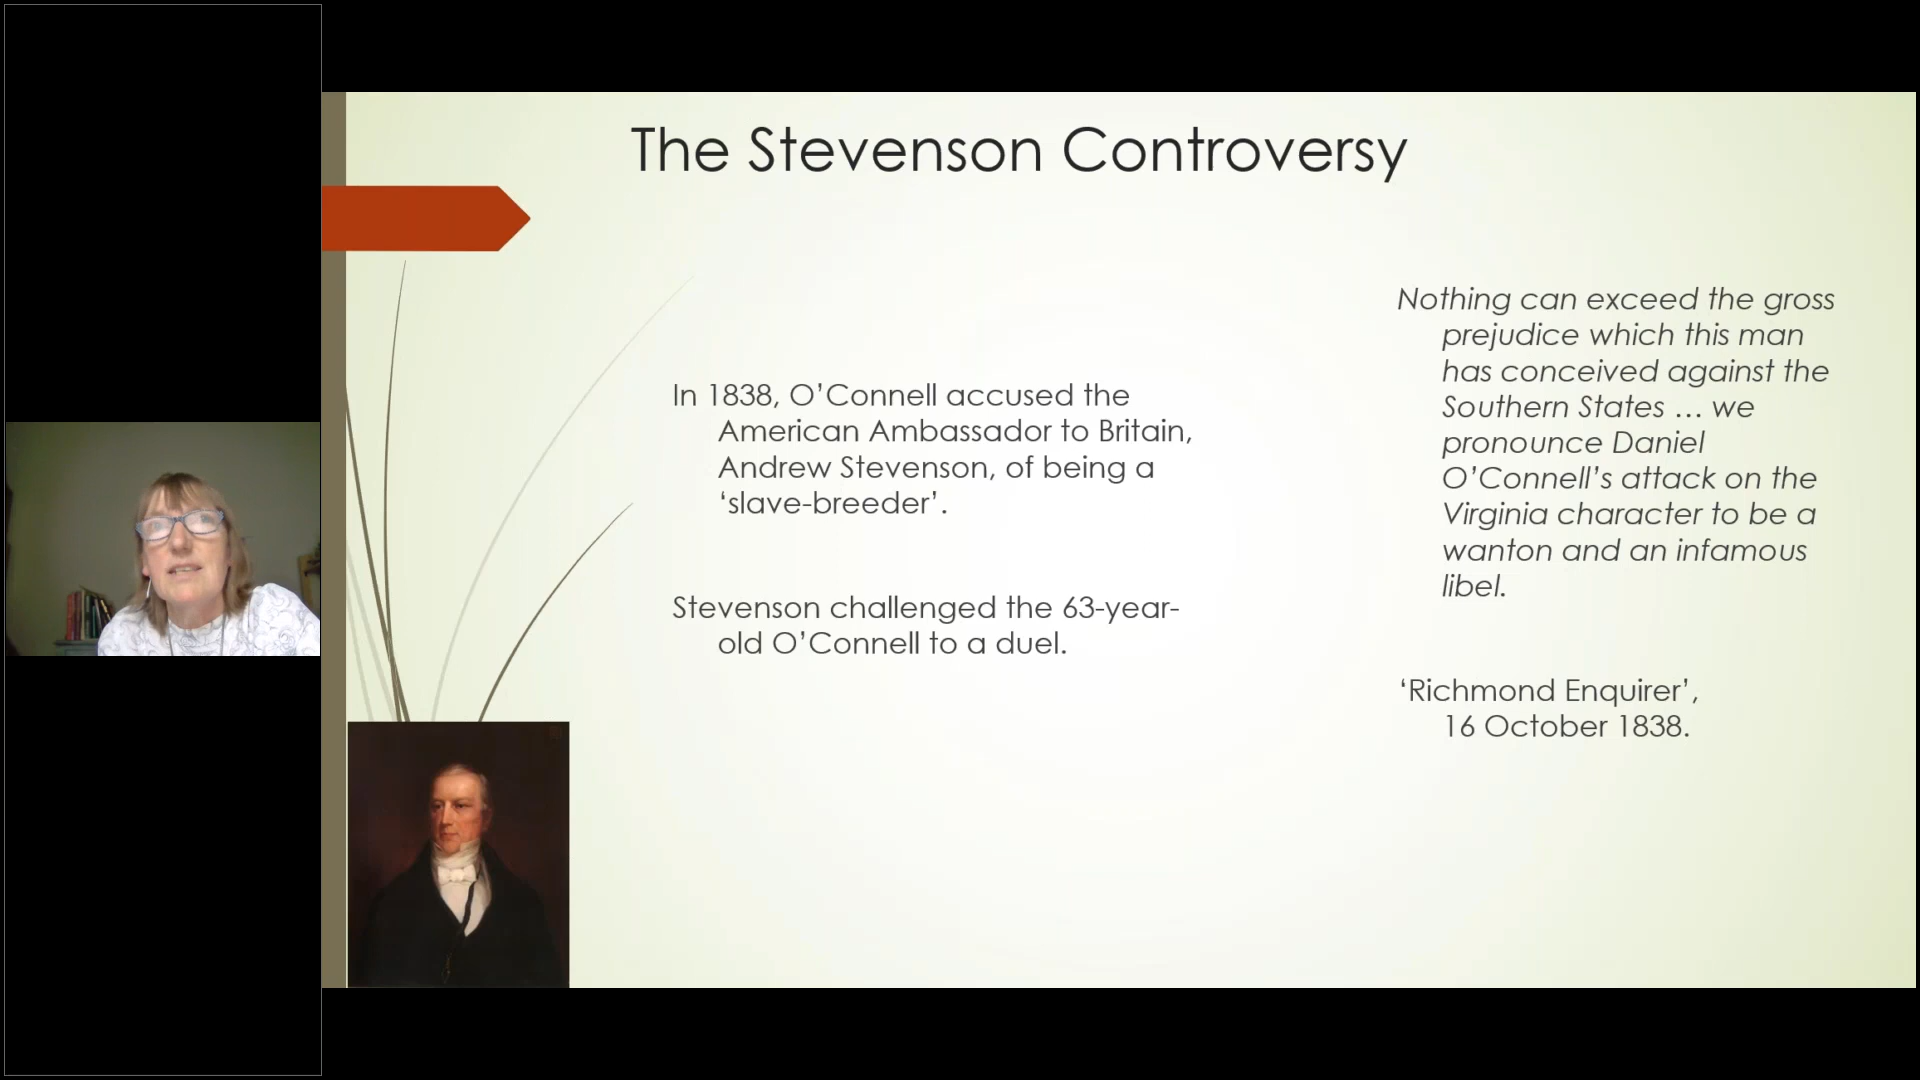 The Stevenson Controversy
In 1838, O’Connell accused the
American Ambassador to Britain,
Andrew Stevenson, of being a
‘slave-breeder’.
Stevenson challenged the 63-year-
old O’Connell to a duel.
Nothing can exceed the gross
prejudice which this man
has conceived against the
Southern States … we
pronounce Daniel
O’Connell’s attack on the
Virginia character to be a
wanton and an infamous
libel.
‘Richmond Enquirer’,
16 October 1838.